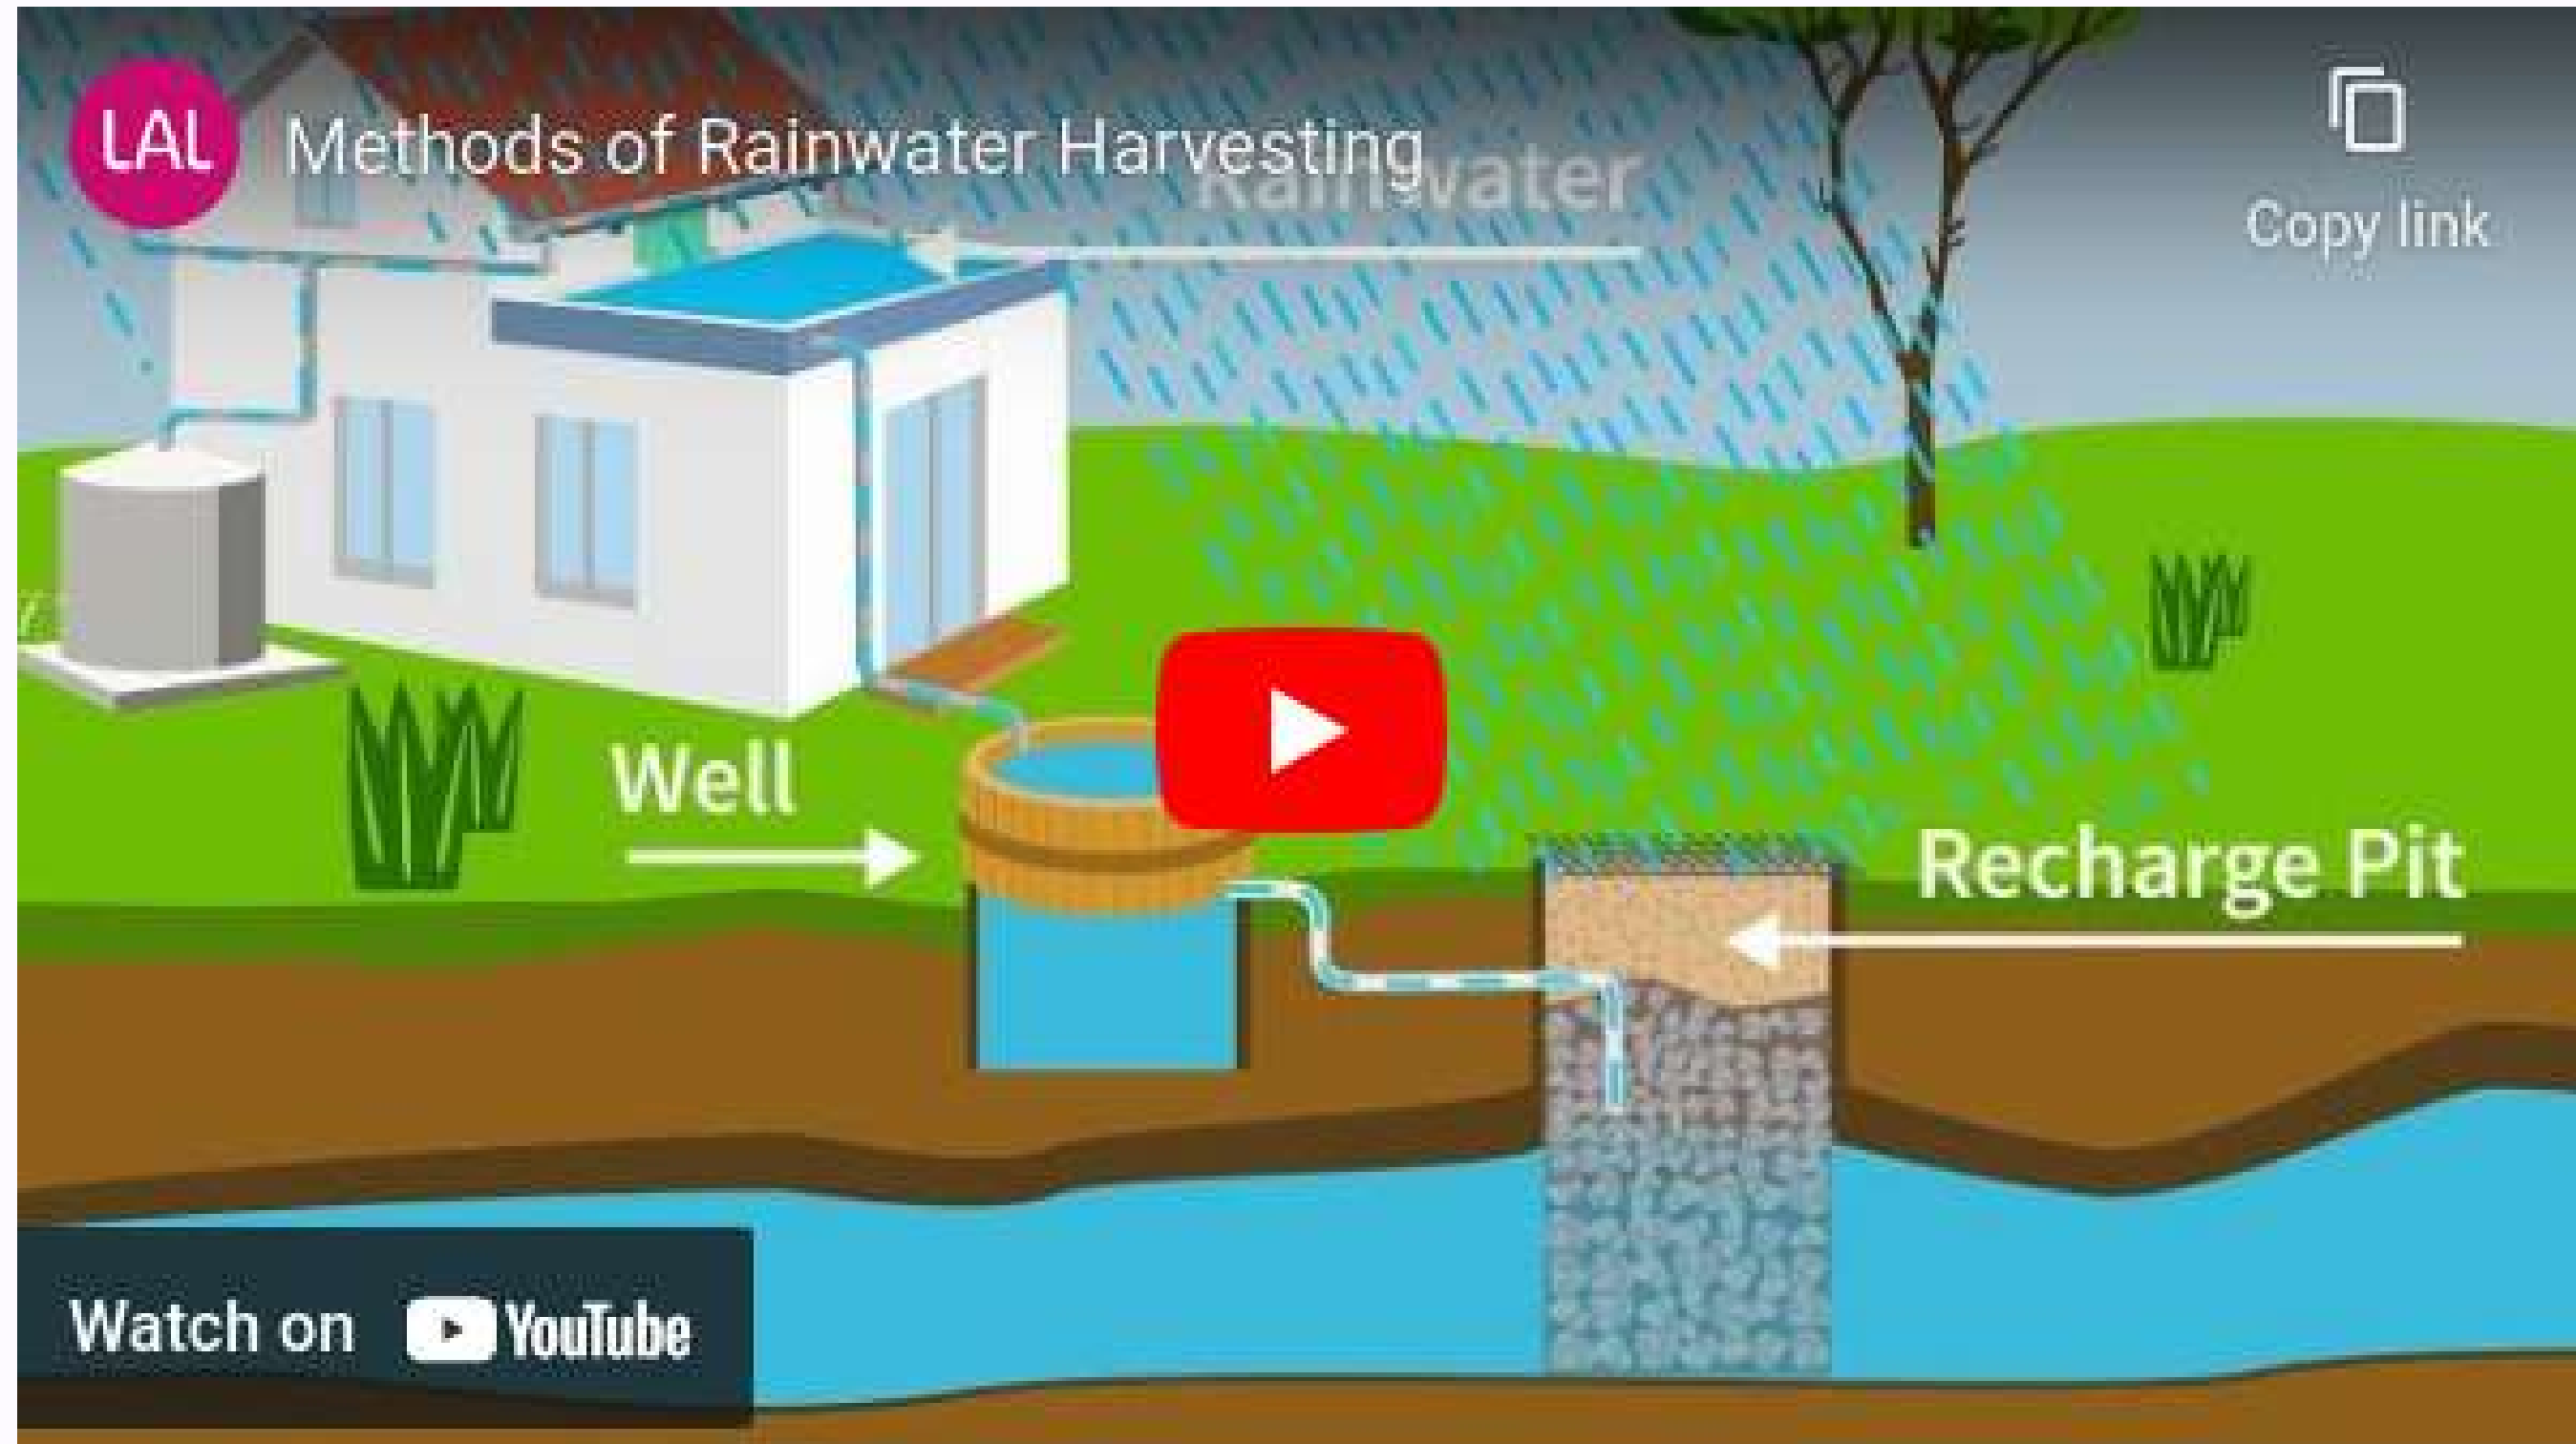 LAL
Methods of Rainwater Harvesting
Rainwater
Copy link
Well
Recharge Pit
Watch on YouTube